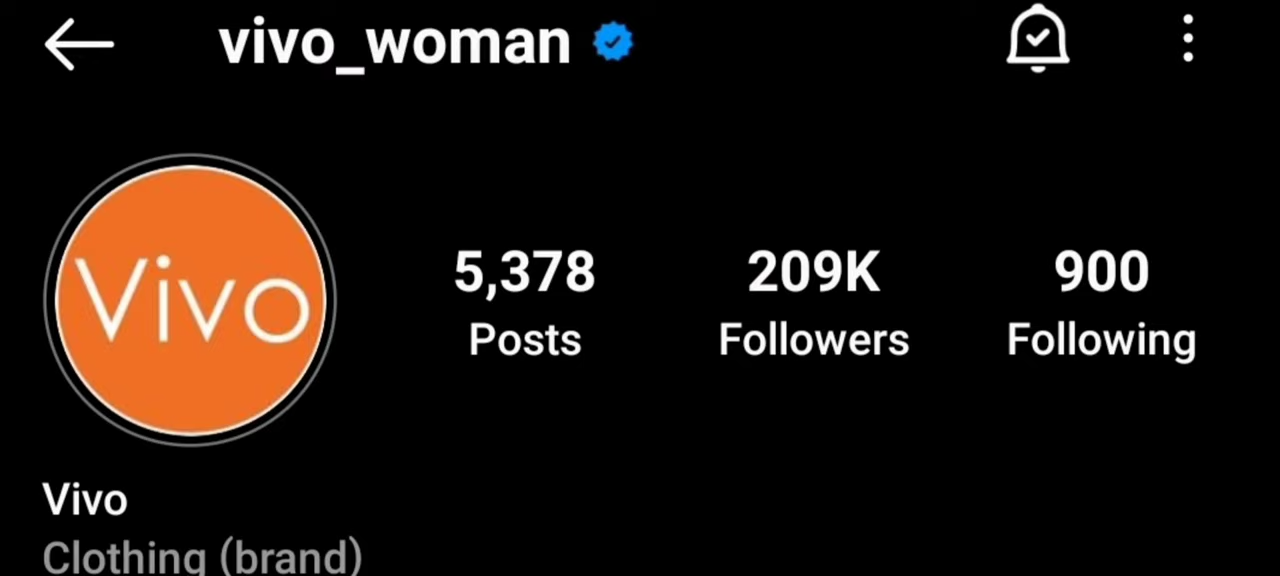 vivo_woman
Vivo
5,378 209K 900
Posts Followers Following
Vivo
Clothing (brand)